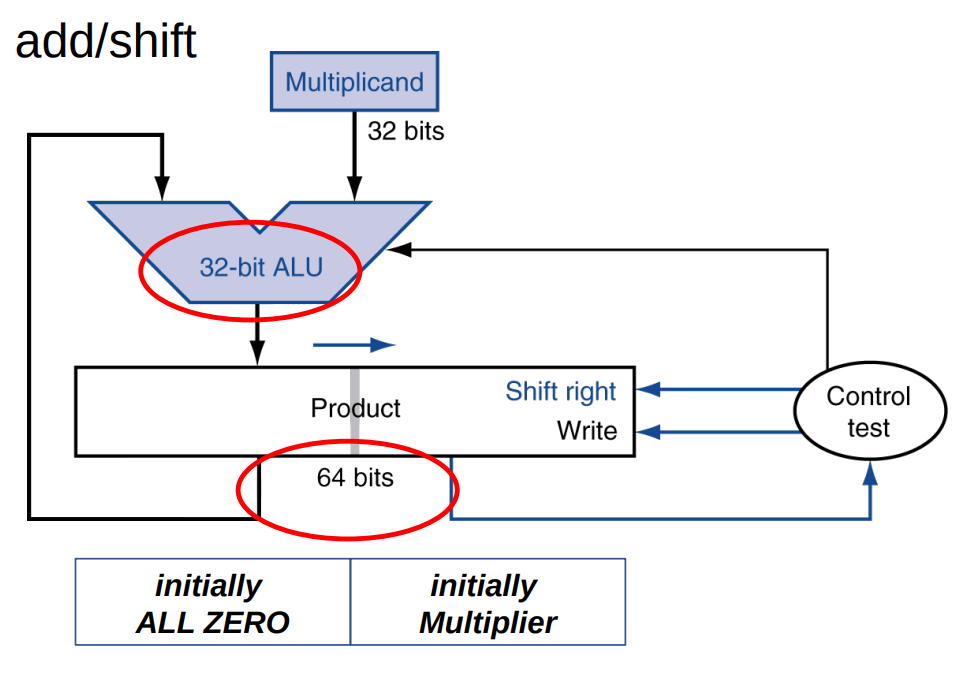 add/shift
Multiplicand
32 bits
32-bit ALU
Product
Shift right
Write
Control
test
64 bits
initially
ALL ZERO
initially
Multiplier